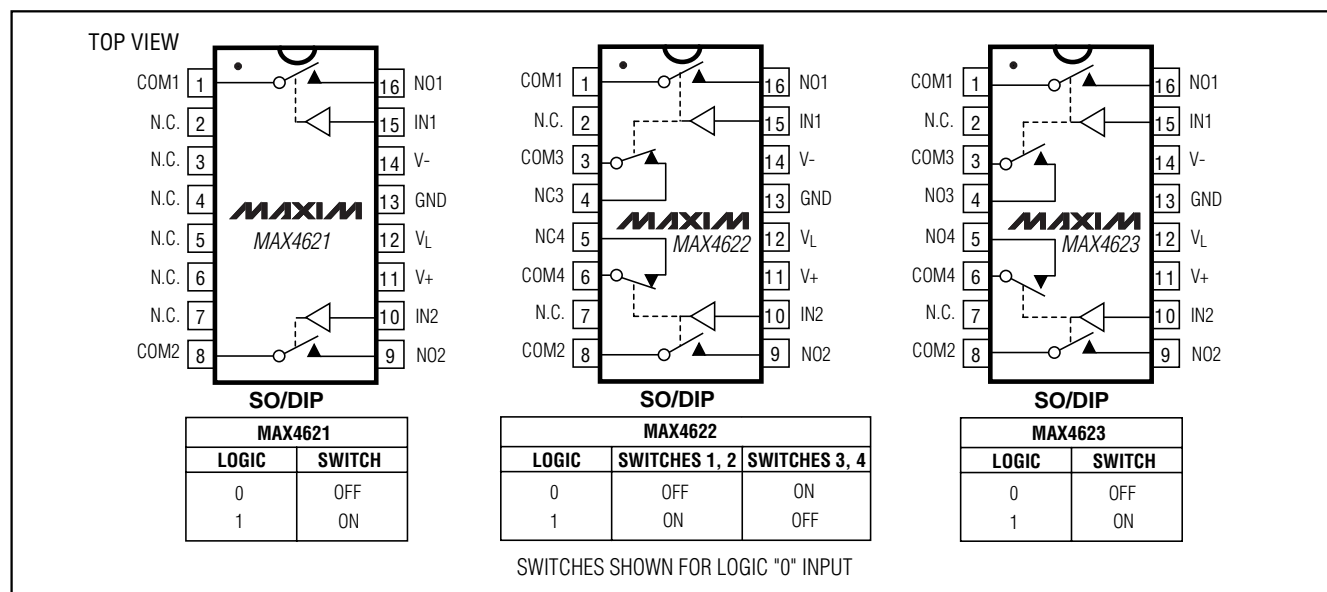 TOP VIEW
COM1 1 16 NO1
N.C. 2 15 IN1
N.C. 3 14 V-
N.C. 4 13 GND
N.C. 5 12 VL
N.C. 6 11 V+
N.C. 7 10 IN2
COM2 8 9 NO2
MAXIM
MAX4621
SO/DIP
COM1 1 16 NO1
N.C. 2 15 IN1
COM3 3 14 V-
NC3 4 13 GND
NC4 5 12 VL
COM4 6 11 V+
N.C. 7 10 IN2
COM2 8 9 NO2
MAXIM
MAX4622
SO/DIP
COM1 1 16 NO1
N.C. 2 15 IN1
COM3 3 14 V-
NO3 4 13 GND
NO4 5 12 VL
COM4 6 11 V+
N.C. 7 10 IN2
COM2 8 9 NO2
MAXIM
MAX4623
SO/DIP
MAX4621
LOGIC SWITCH
0 OFF
1 ON
MAX4622
LOGIC SWITCHES 1, 2 SWITCHES 3, 4
0 OFF ON
1 ON OFF
MAX4623
LOGIC SWITCH
0 OFF
1 ON
SWITCHES SHOWN FOR LOGIC "0" INPUT